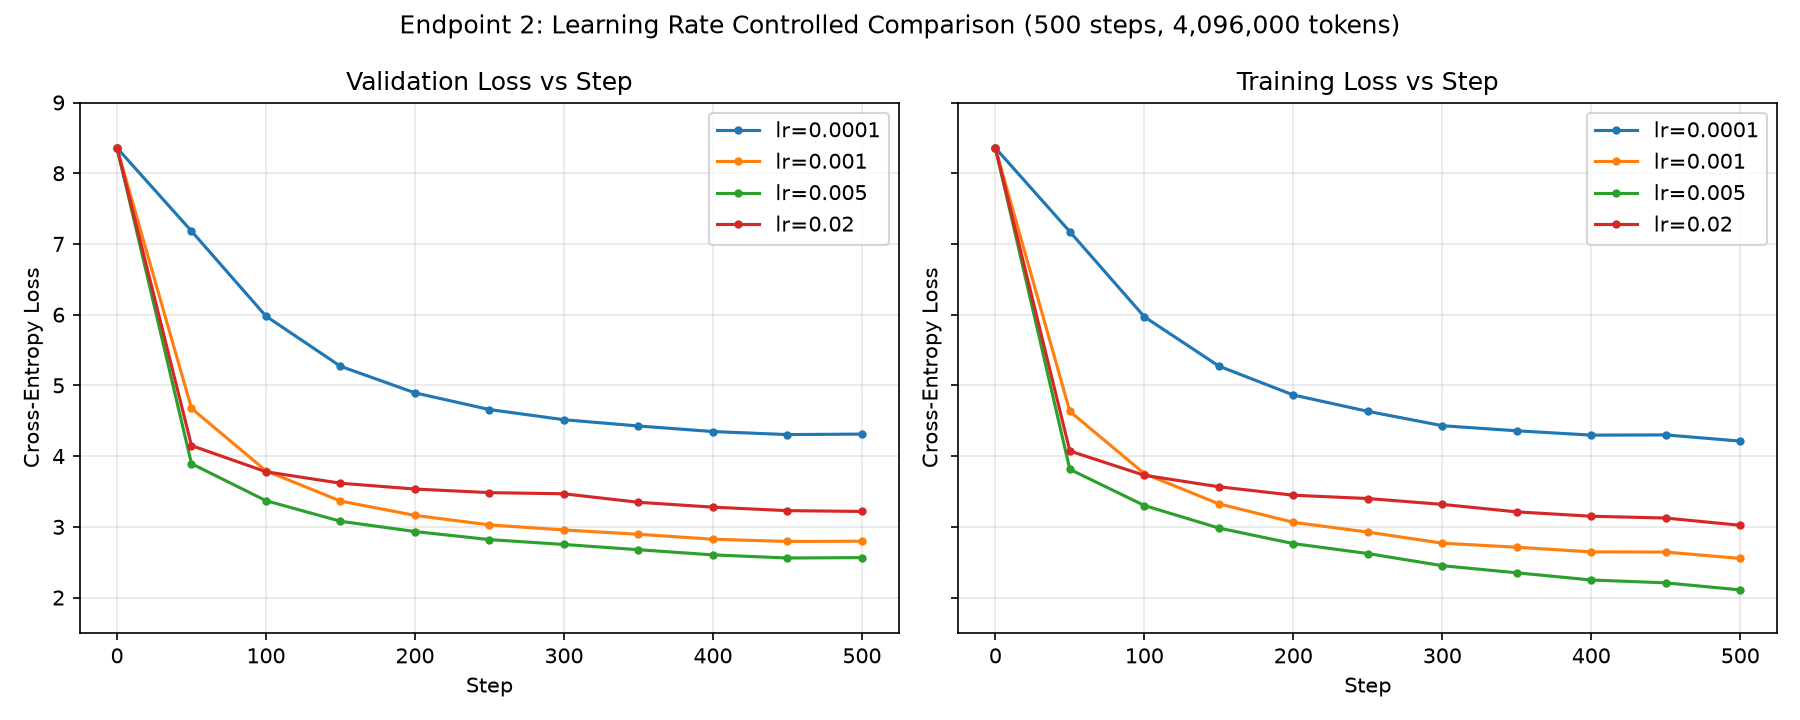 Endpoint 2: Learning Rate Controlled Comparison (500 steps, 4,096,000 tokens)
Validation Loss vs Step
Cross-Entropy Loss
9
8
7
6
5
4
3
2
0 100 200 300 400 500
Step
lr=0.0001
lr=0.001
lr=0.005
lr=0.02
Training Loss vs Step
Cross-Entropy Loss
0 100 200 300 400 500
Step
lr=0.0001
lr=0.001
lr=0.005
lr=0.02